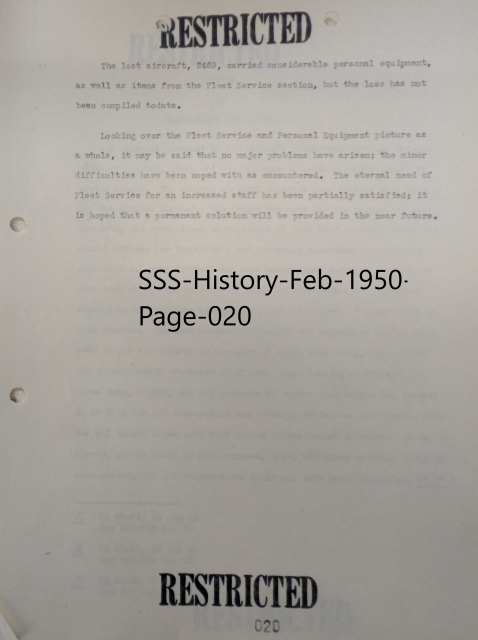 RESTRICTED
The lost aircraft, 2469, carried considerable personal equipment,
as well as items from the Fleet Service section, but the loss has not
been compiled todate.
Looking over the Fleet Service and Personal Equipment picture as
a whole, it may be said that no major problems have arisen; the minor
difficulties have been coped with as encountered. The eternal need of
Fleet Service for an increased staff has been partially satisfied; it
is hoped that a permanent solution will be provided in the near future.
SSS-History-Feb-1950-
Page-020
RESTRICTED
020